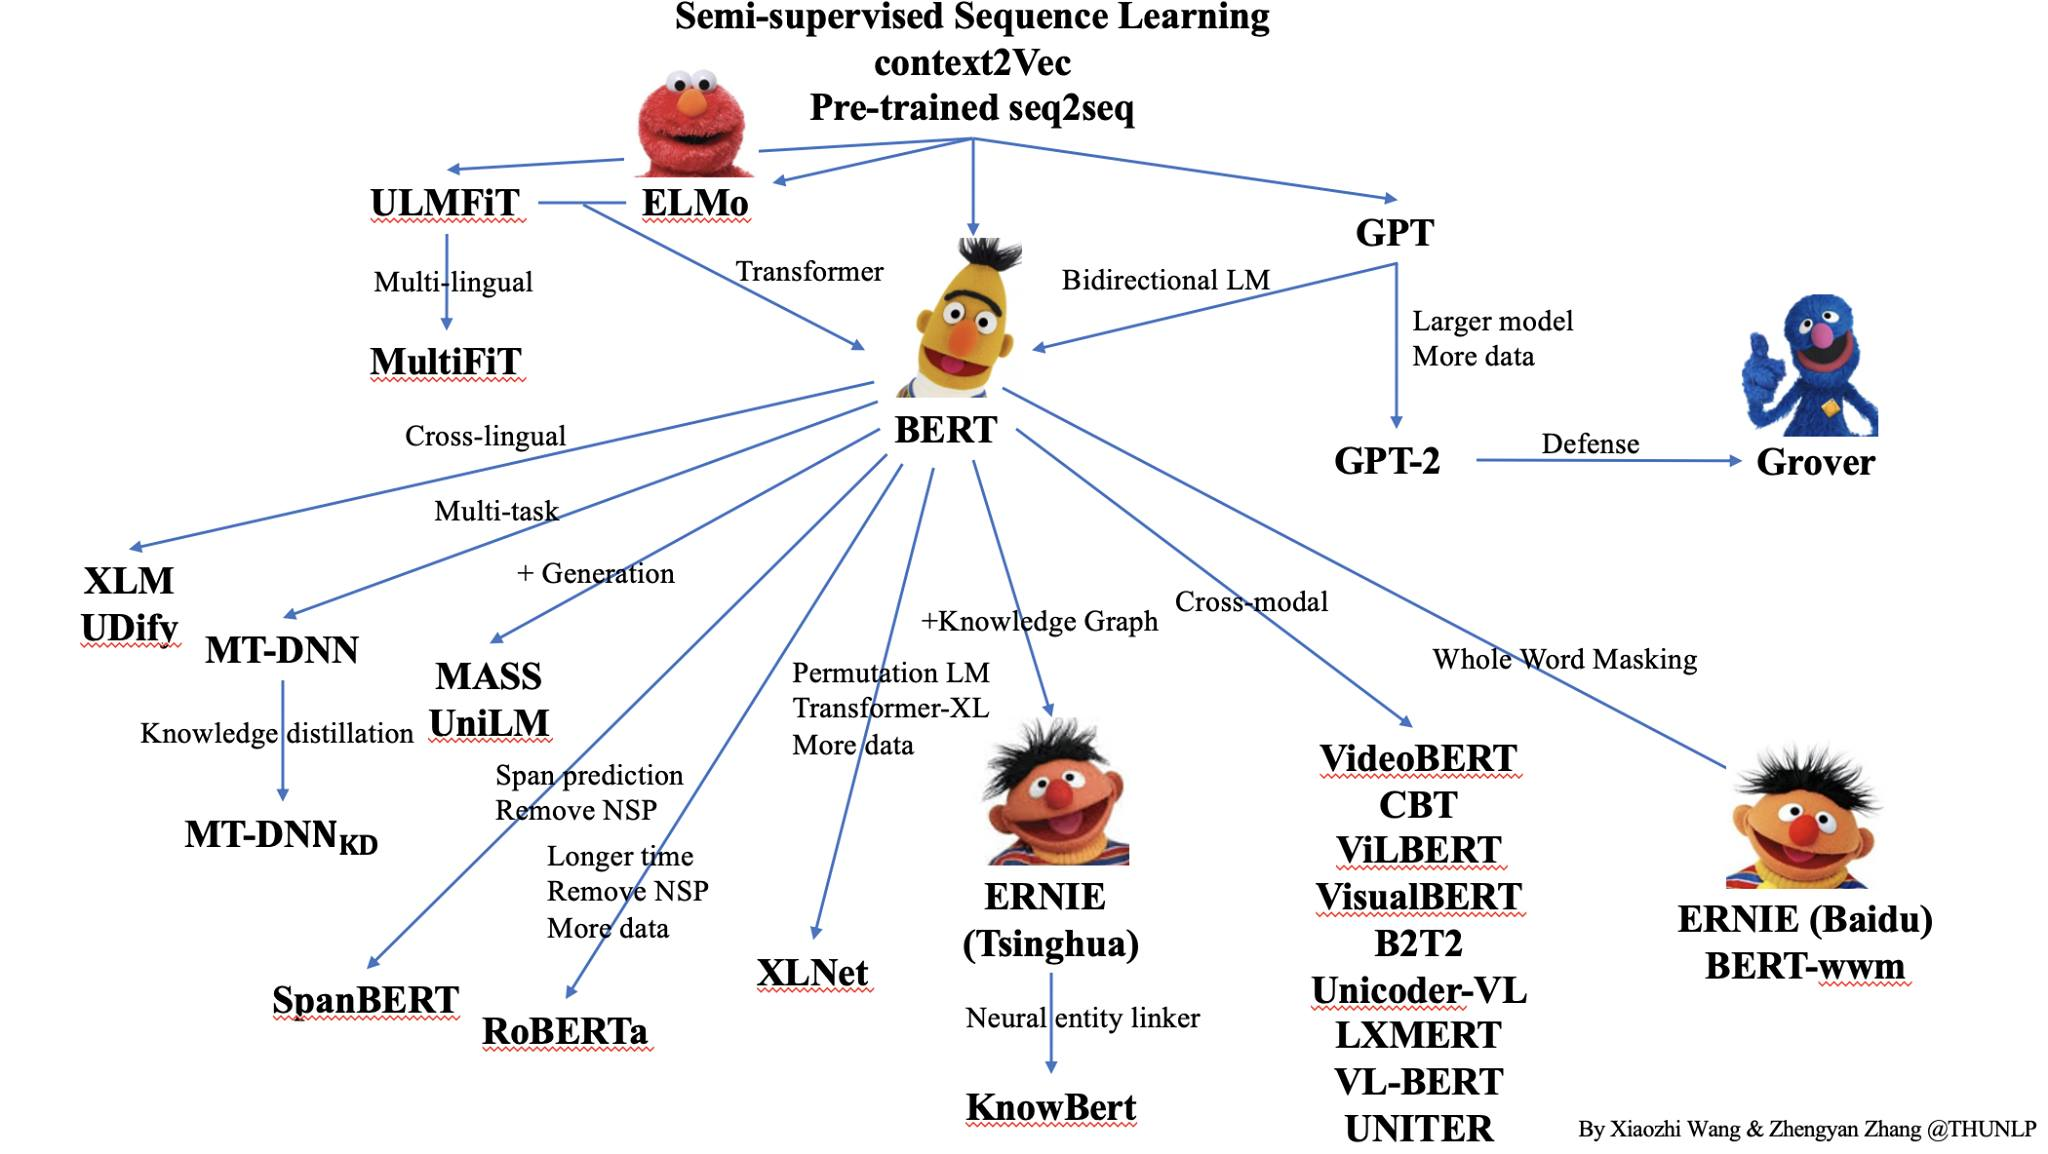 Semi-supervised Sequence Learning
context2Vec
Pre-trained seq2seq
ULMFiT
ELMo
GPT
Multi-lingual
Transformer
Bidirectional LM
Larger model
More data
MultiFiT
BERT
GPT-2
Defense
Grover
Cross-lingual
Multi-task
+ Generation
+Knowledge Graph
Cross-modal
Whole Word Masking
XLM
UDify
MT-DNN
MASS
UniLM
Permutation LM
Transformer-XL
More data
Knowledge distillation
MT-DNNKD
Span prediction
Remove NSP
Longer time
Remove NSP
More data
SpanBERT
RoBERTa
XLNet
ERNIE
(Tsinghua)
Neural entity linker
KnowBert
VideoBERT
CBT
ViLBERT
VisualBERT
B2T2
Unicoder-VL
LXMERT
VL-BERT
UNITER
ERNIE (Baidu)
BERT-wwm
By Xiaozhi Wang & Zhengyan Zhang @THUNLP